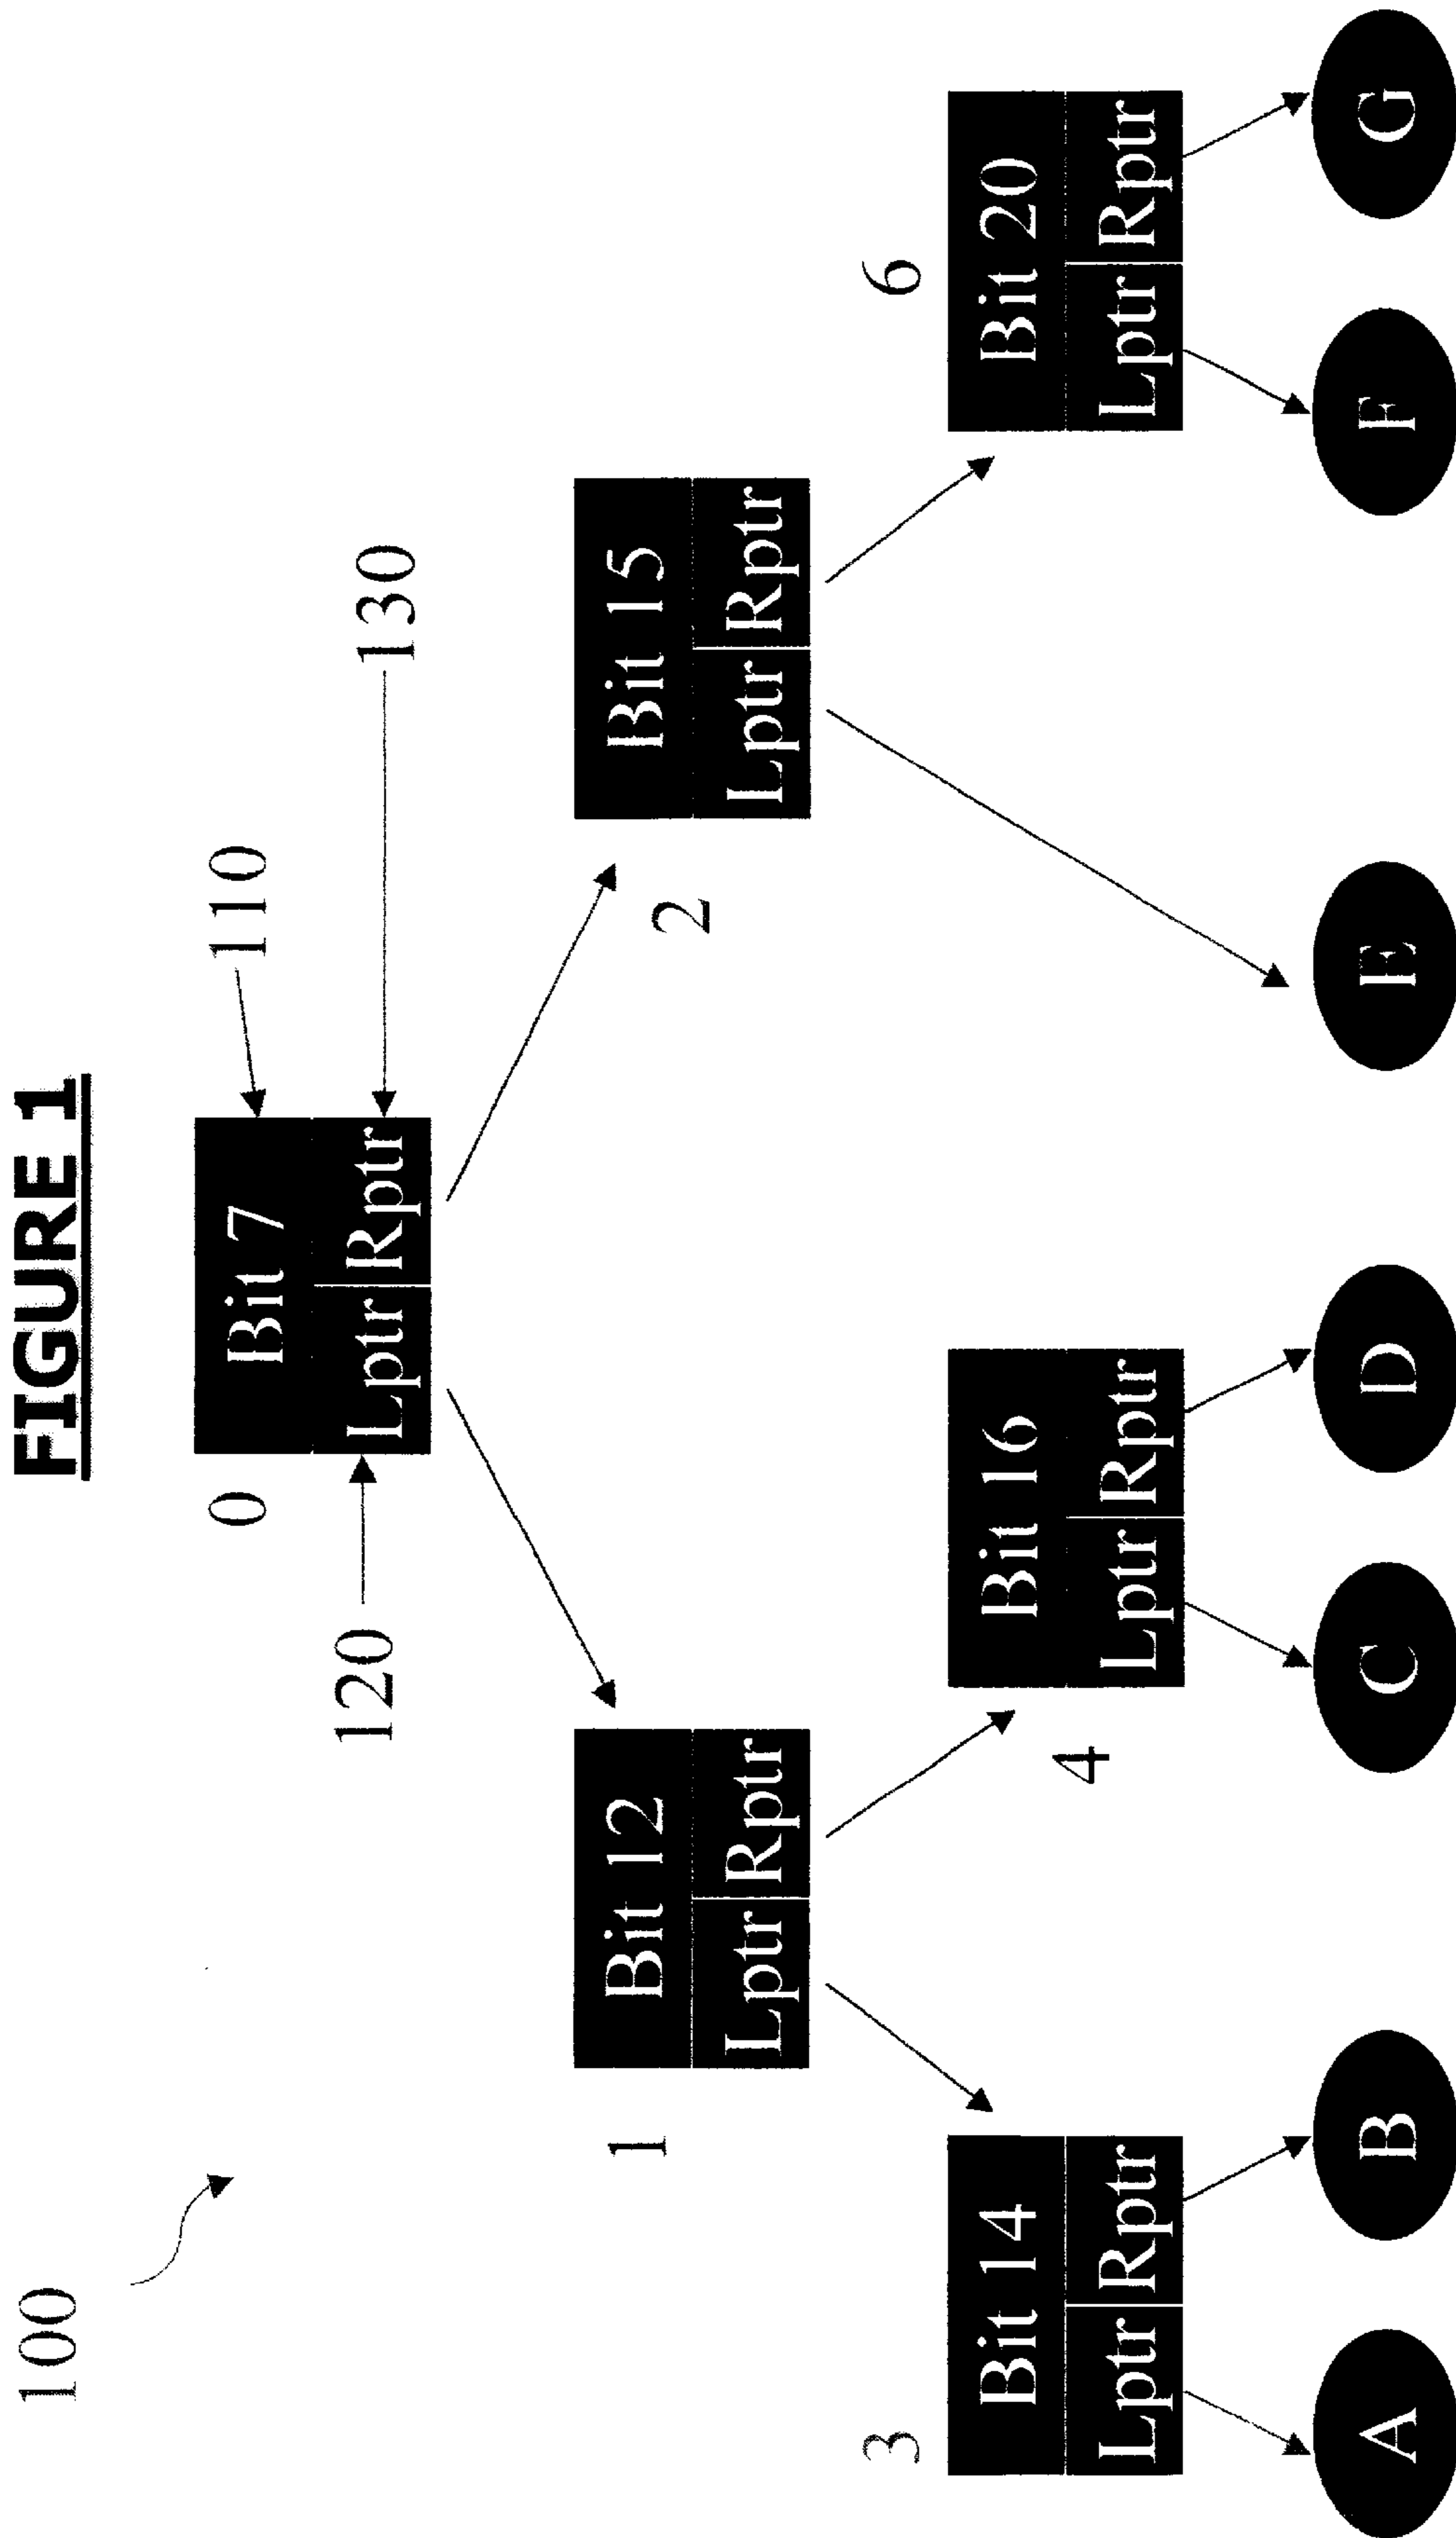 FIGURE 1
100
0
110
Bit 7
120
Lptr Rptr
130
1
Bit 12
Lptr Rptr
2
Bit 15
Lptr Rptr
3
Bit 14
Lptr Rptr
4
Bit 16
Lptr Rptr
6
Bit 20
Lptr Rptr
A
B
C
D
E
F
G